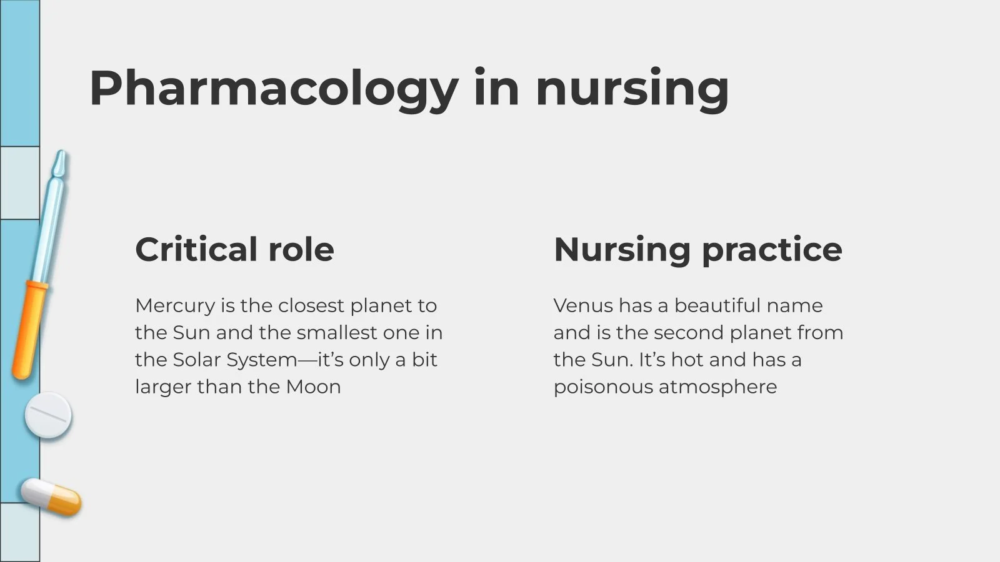 Pharmacology in nursing
Critical role
Mercury is the closest planet to
the Sun and the smallest one in
the Solar System—it’s only a bit
larger than the Moon
Nursing practice
Venus has a beautiful name
and is the second planet from
the Sun. It’s hot and has a
poisonous atmosphere